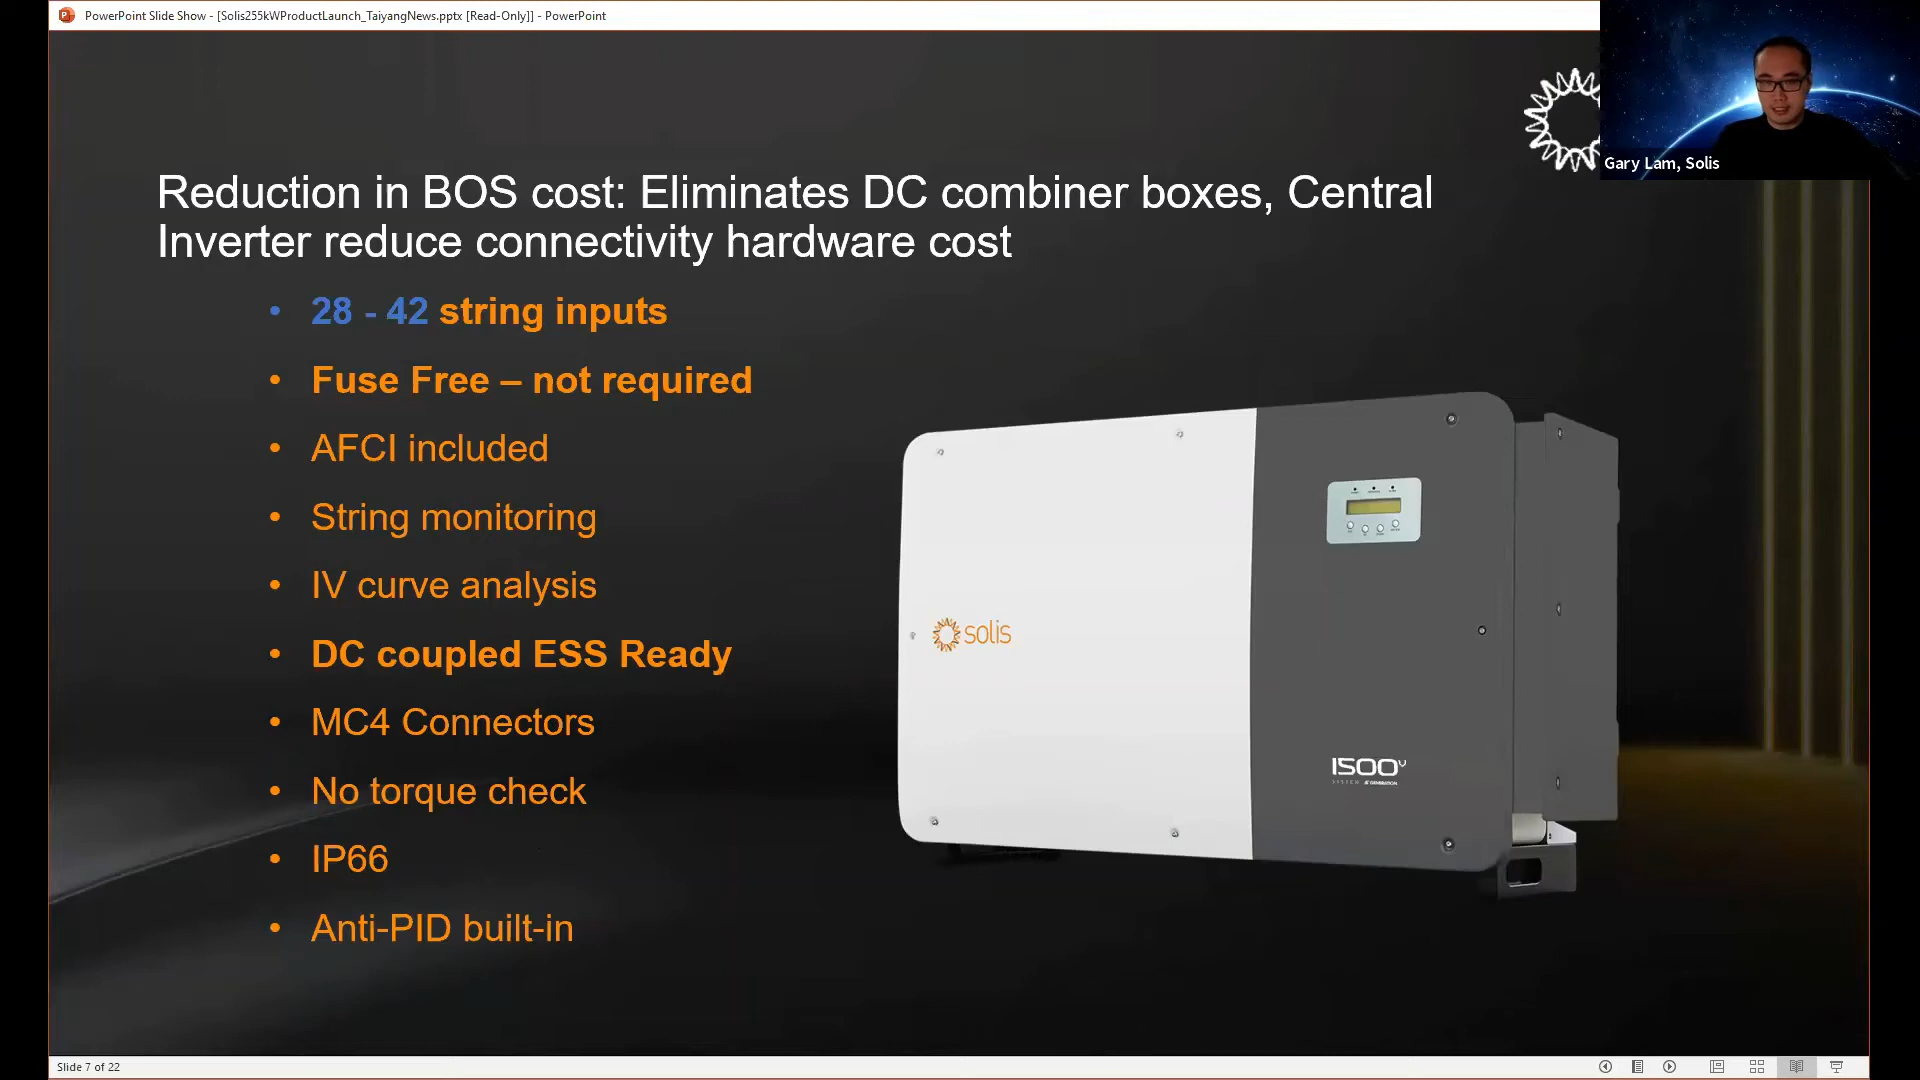 PowerPoint Slide Show - [Solis255kWProductLaunch_TaiyangNews.pptx [Read-Only]] - PowerPoint
Gary Lam, Solis
Reduction in BOS cost: Eliminates DC combiner boxes, Central
Inverter reduce connectivity hardware cost
• 28 - 42 string inputs
• Fuse Free – not required
• AFCI included
• String monitoring
• IV curve analysis
• DC coupled ESS Ready
• MC4 Connectors
• No torque check
• IP66
• Anti-PID built-in
solis
1500V
Slide 7 of 22